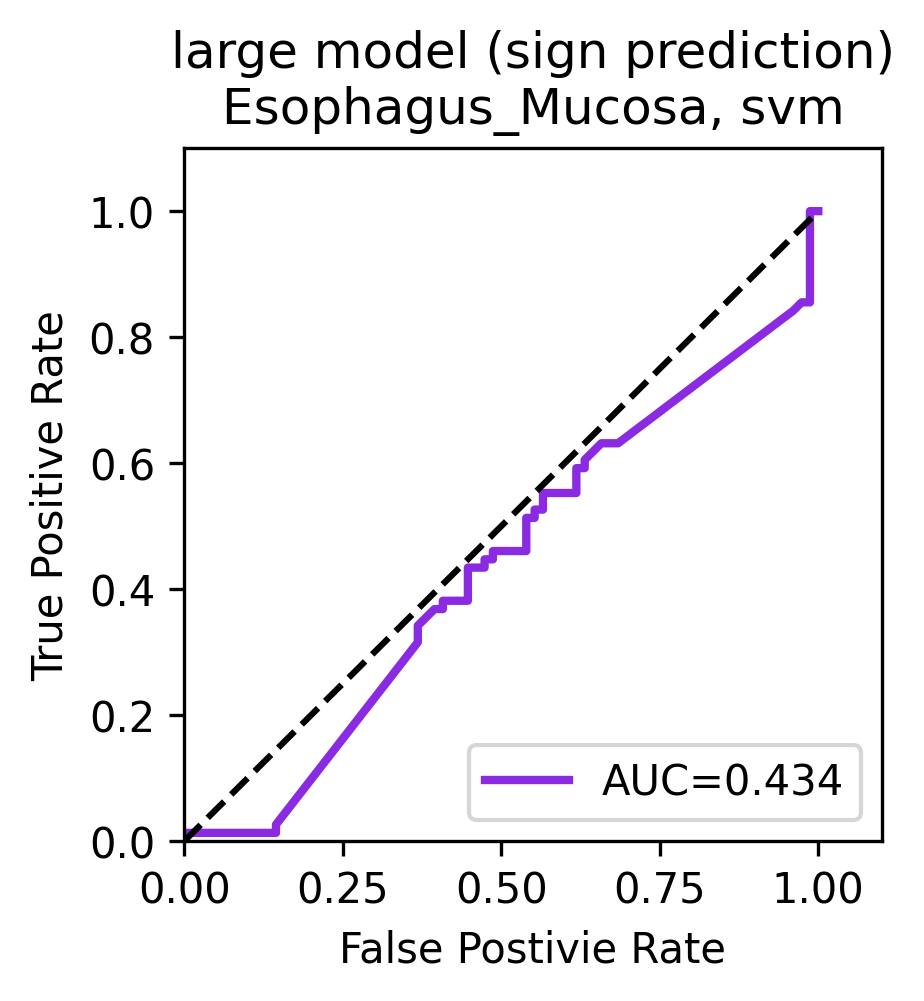 large model (sign prediction)
Esophagus_Mucosa, svm
1.0
0.8
0.6
0.4
0.2
0.0
True Positive Rate
AUC=0.434
0.00 0.25 0.50 0.75 1.00
False Postivie Rate